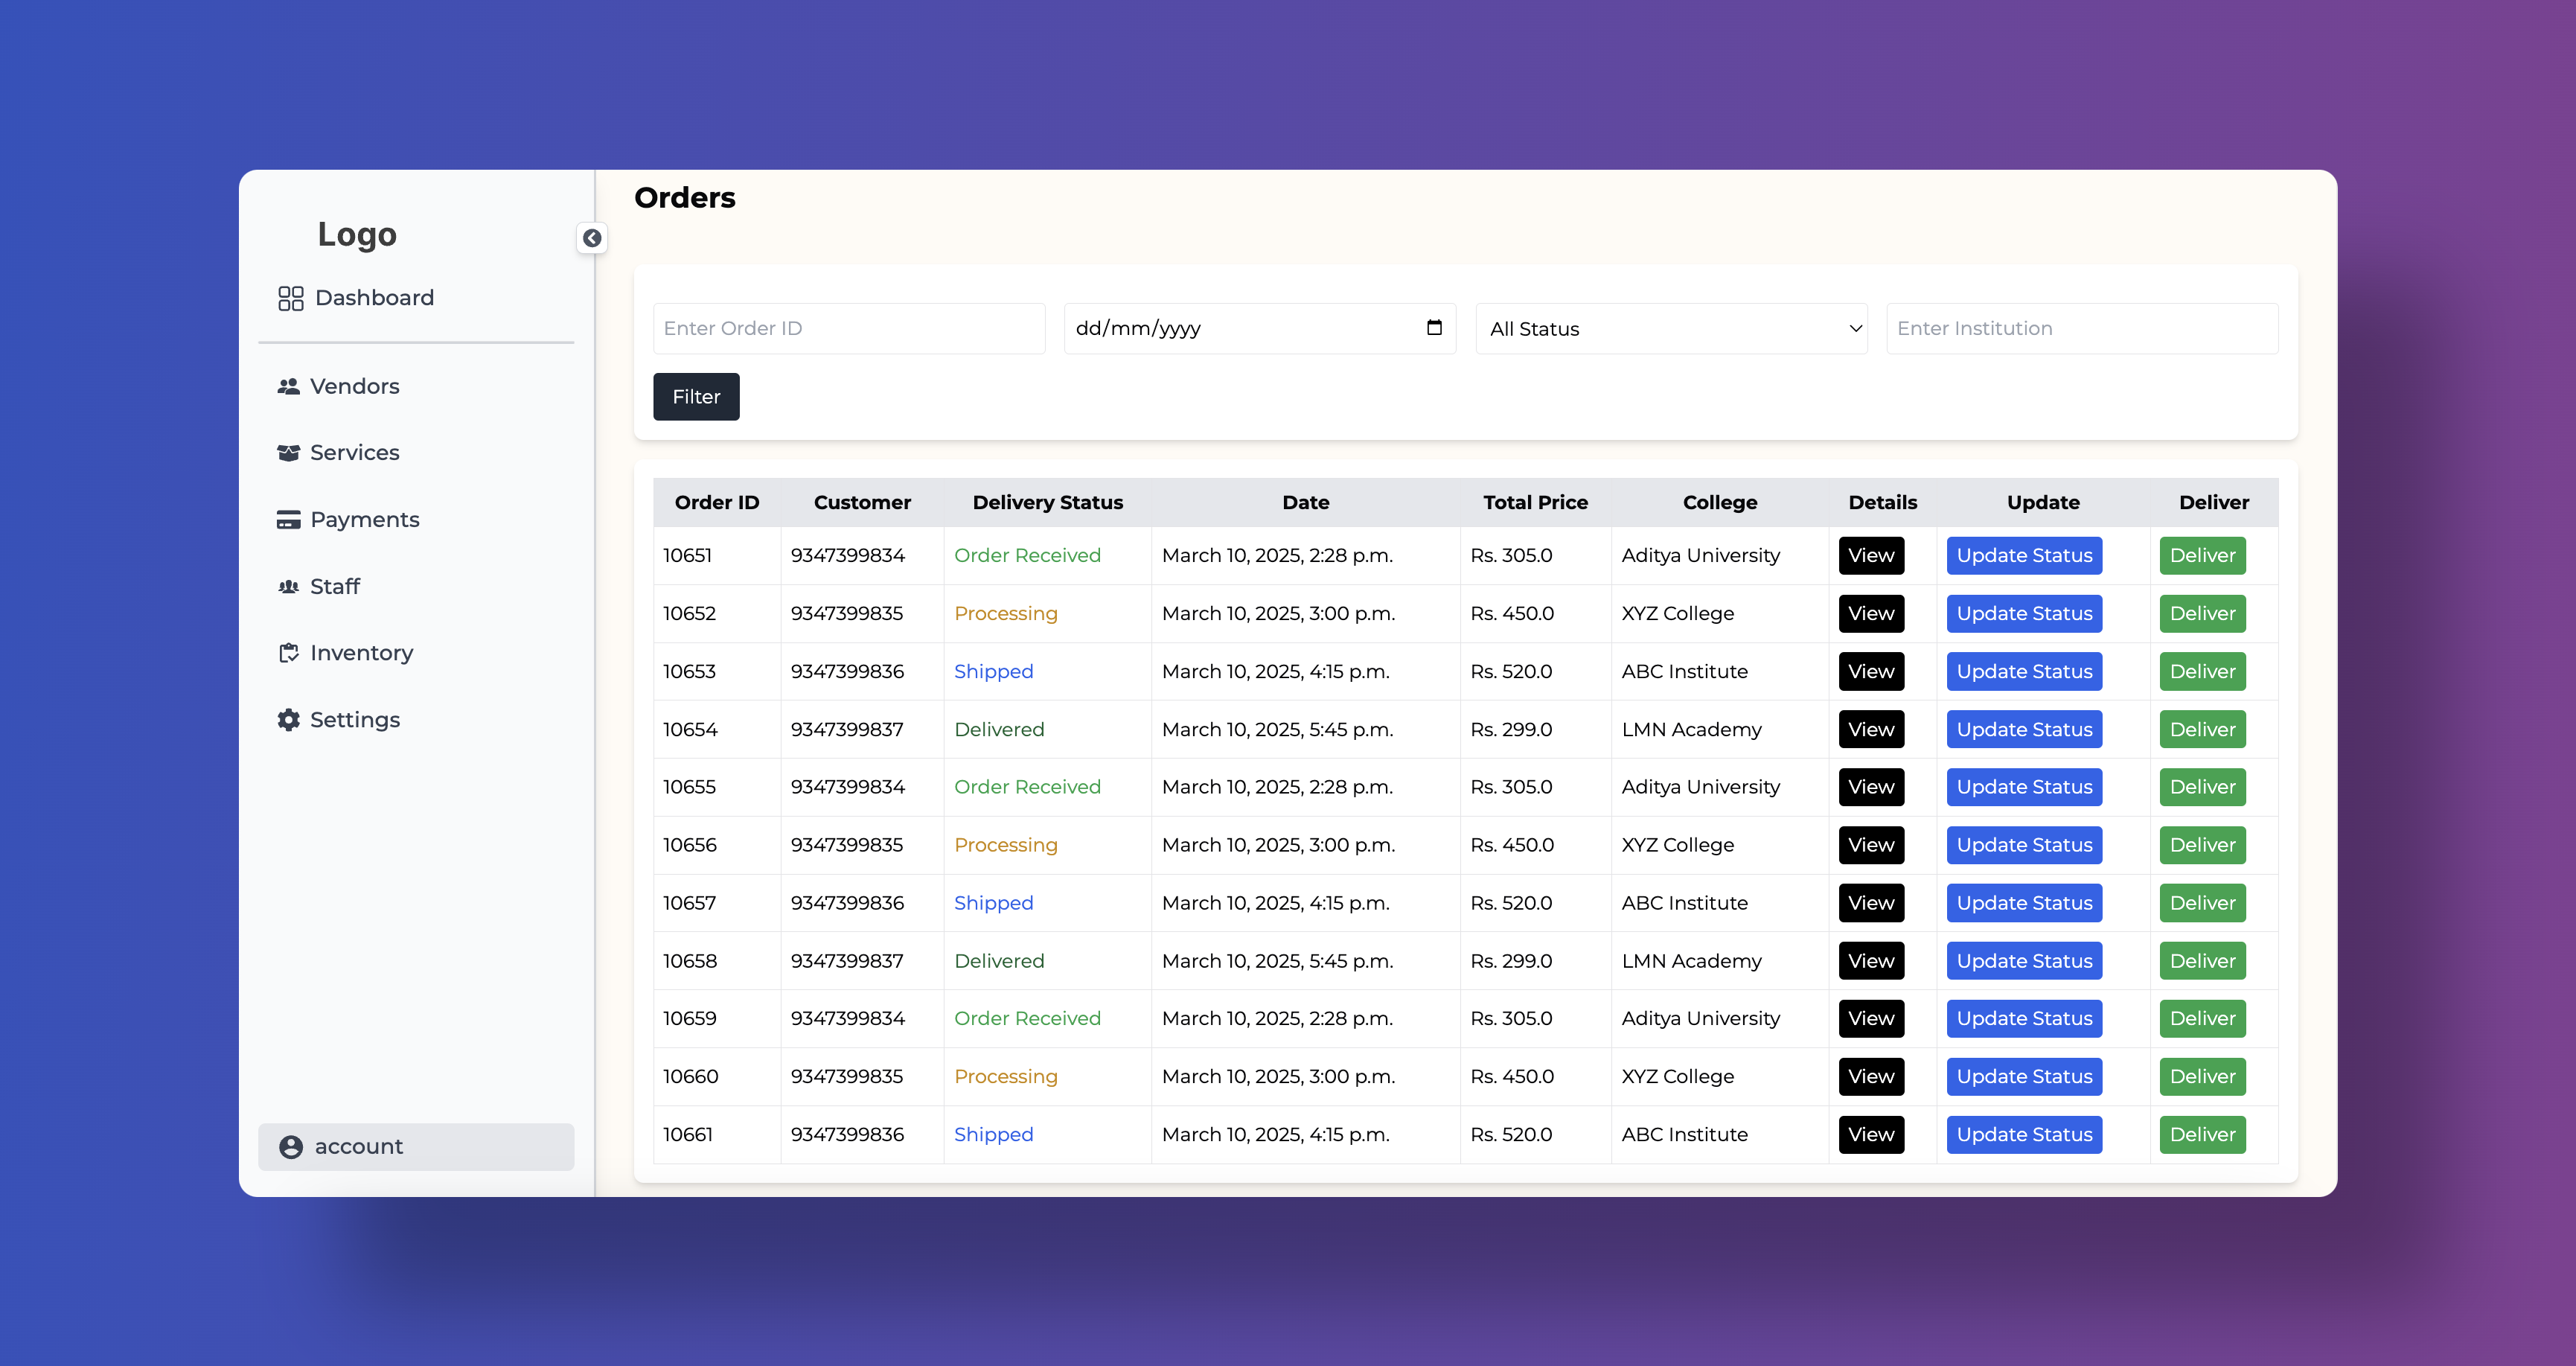 Logo
Dashboard
Vendors
Services
Payments
Staff
Inventory
Settings
account
Orders
Enter Order ID dd/mm/yyyy All Status Enter Institution
Filter
Order ID Customer Delivery Status Date Total Price College Details Update Deliver
10651 9347399834 Order Received March 10, 2025, 2:28 p.m. Rs. 305.0 Aditya University View Update Status Deliver
10652 9347399835 Processing March 10, 2025, 3:00 p.m. Rs. 450.0 XYZ College View Update Status Deliver
10653 9347399836 Shipped March 10, 2025, 4:15 p.m. Rs. 520.0 ABC Institute View Update Status Deliver
10654 9347399837 Delivered March 10, 2025, 5:45 p.m. Rs. 299.0 LMN Academy View Update Status Deliver
10655 9347399834 Order Received March 10, 2025, 2:28 p.m. Rs. 305.0 Aditya University View Update Status Deliver
10656 9347399835 Processing March 10, 2025, 3:00 p.m. Rs. 450.0 XYZ College View Update Status Deliver
10657 9347399836 Shipped March 10, 2025, 4:15 p.m. Rs. 520.0 ABC Institute View Update Status Deliver
10658 9347399837 Delivered March 10, 2025, 5:45 p.m. Rs. 299.0 LMN Academy View Update Status Deliver
10659 9347399834 Order Received March 10, 2025, 2:28 p.m. Rs. 305.0 Aditya University View Update Status Deliver
10660 9347399835 Processing March 10, 2025, 3:00 p.m. Rs. 450.0 XYZ College View Update Status Deliver
10661 9347399836 Shipped March 10, 2025, 4:15 p.m. Rs. 520.0 ABC Institute View Update Status Deliver